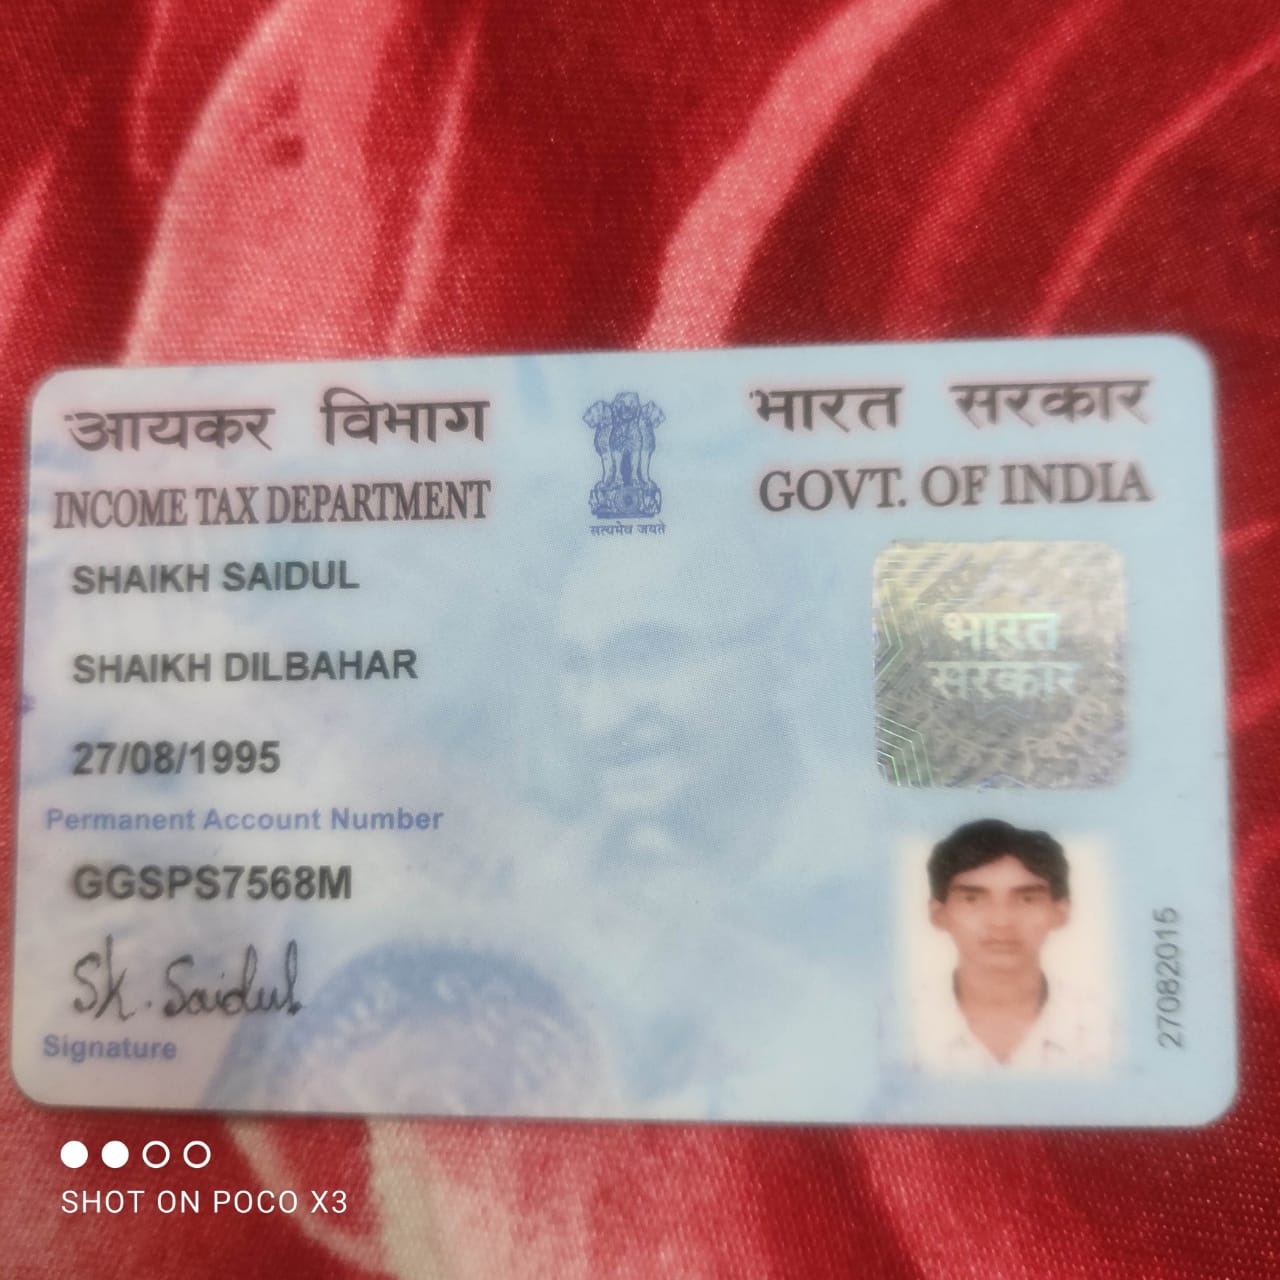 आयकर विभाग
INCOME TAX DEPARTMENT
सत्यमेव जयते
भारत सरकार
GOVT. OF INDIA
SHAIKH SAIDUL
SHAIKH DILBAHAR
27/08/1995
Permanent Account Number
GGSPS7568M
Sk. Saidul
Signature
भारत
सरकार
27082015
SHOT ON POCO X3